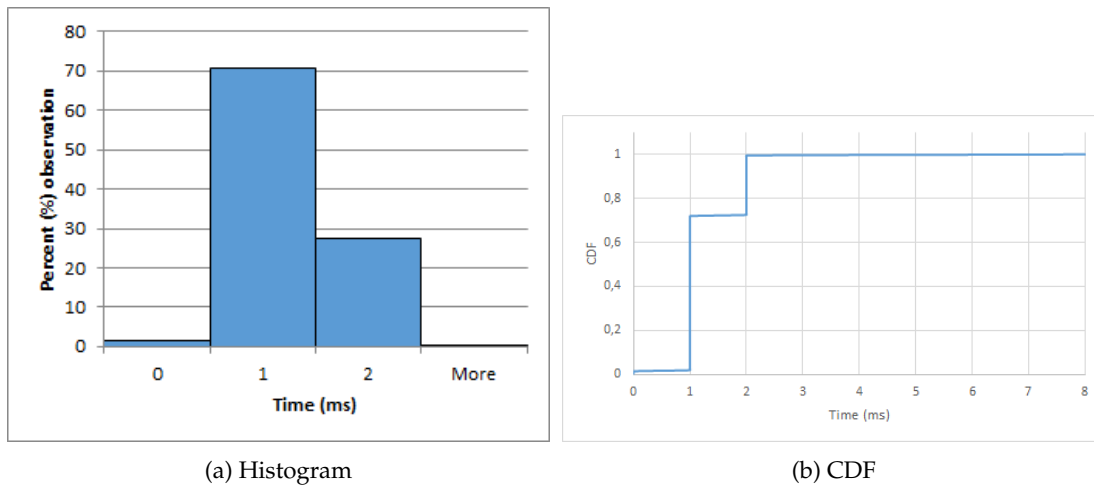 80
70
60
50
40
30
20
10
0
Percent (%) observation
0 1 2 More
Time (ms)
(a) Histogram
1
0,8
0,6
0,4
0,2
0
CDF
0 1 2 3 4 5 6 7 8
Time (ms)
(b) CDF